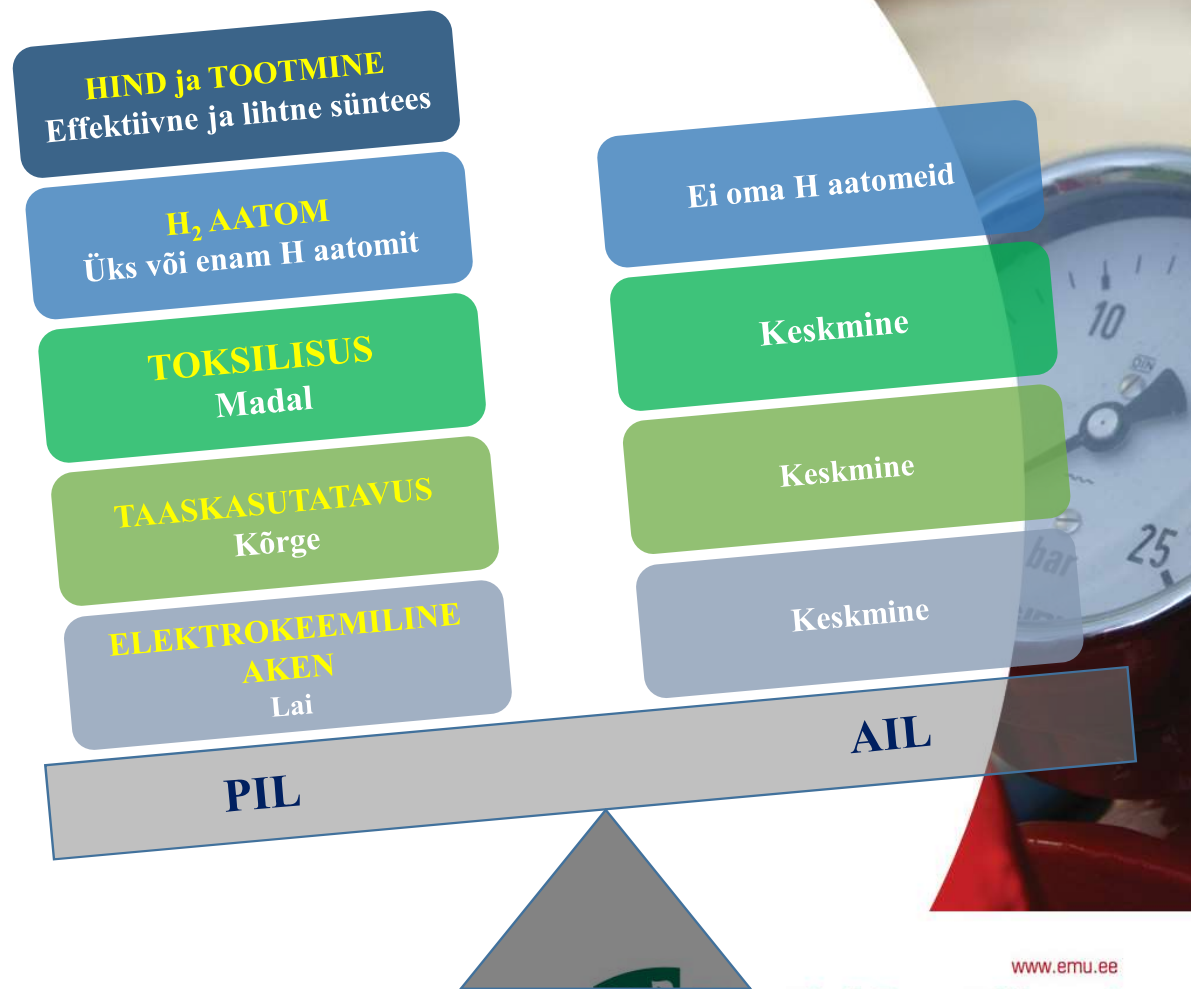 HIND ja TOOTMINE
Effektiivne ja lihtne süntees
H₂ AATOM
Üks või enam H aatomit
TOKSILISUS
Madal
TAASKASUTATAVUS
Kõrge
ELEKTROKEEMILINE
AKEN
Lai
PIL
Ei oma H aatomeid
Keskmine
Keskmine
Keskmine
AIL
10
DIN
25
bar
www.emu.ee